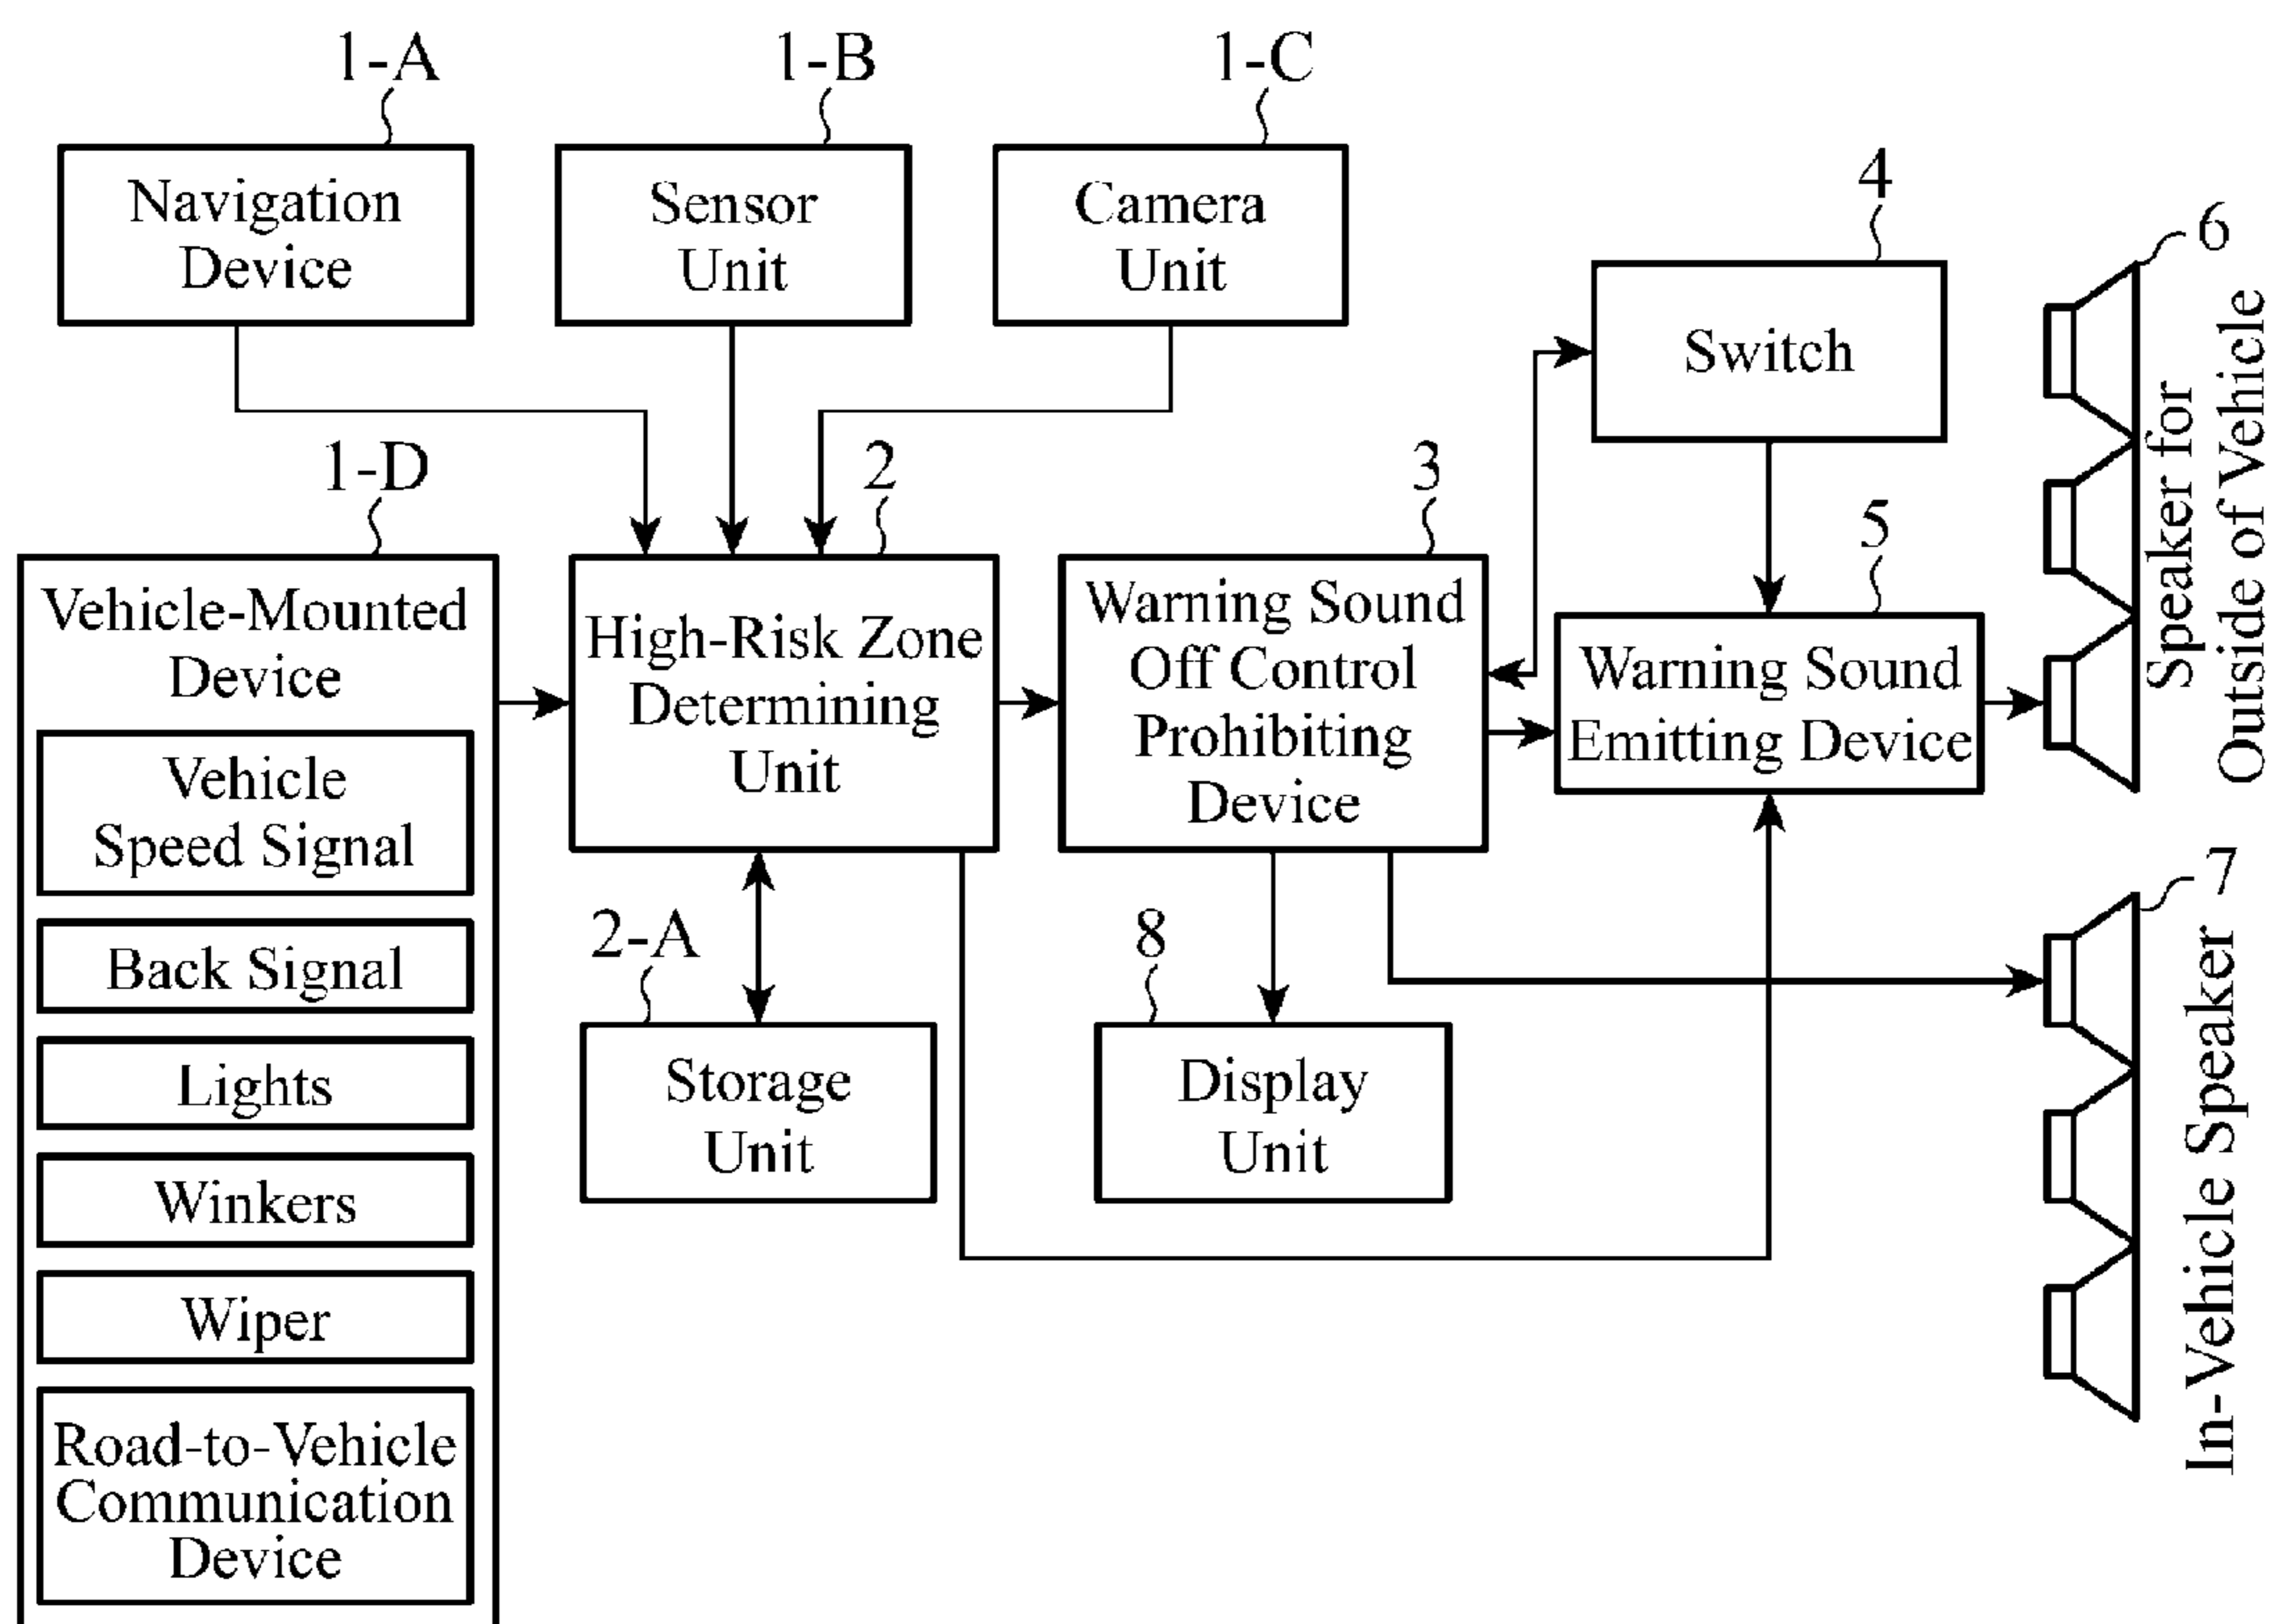 1-A
1-B
1-C
Navigation
Device
Sensor
Unit
Camera
Unit
4
Switch
6
Speaker for
Outside of Vehicle
1-D
2
3
5
Vehicle-Mounted
Device
Vehicle
Speed Signal
Back Signal
Lights
Winkers
Wiper
Road-to-Vehicle
Communication
Device
High-Risk Zone
Determining
Unit
Warning Sound
Off Control
Prohibiting
Device
Warning Sound
Emitting Device
2-A
Storage
Unit
8
Display
Unit
7
In-Vehicle Speaker